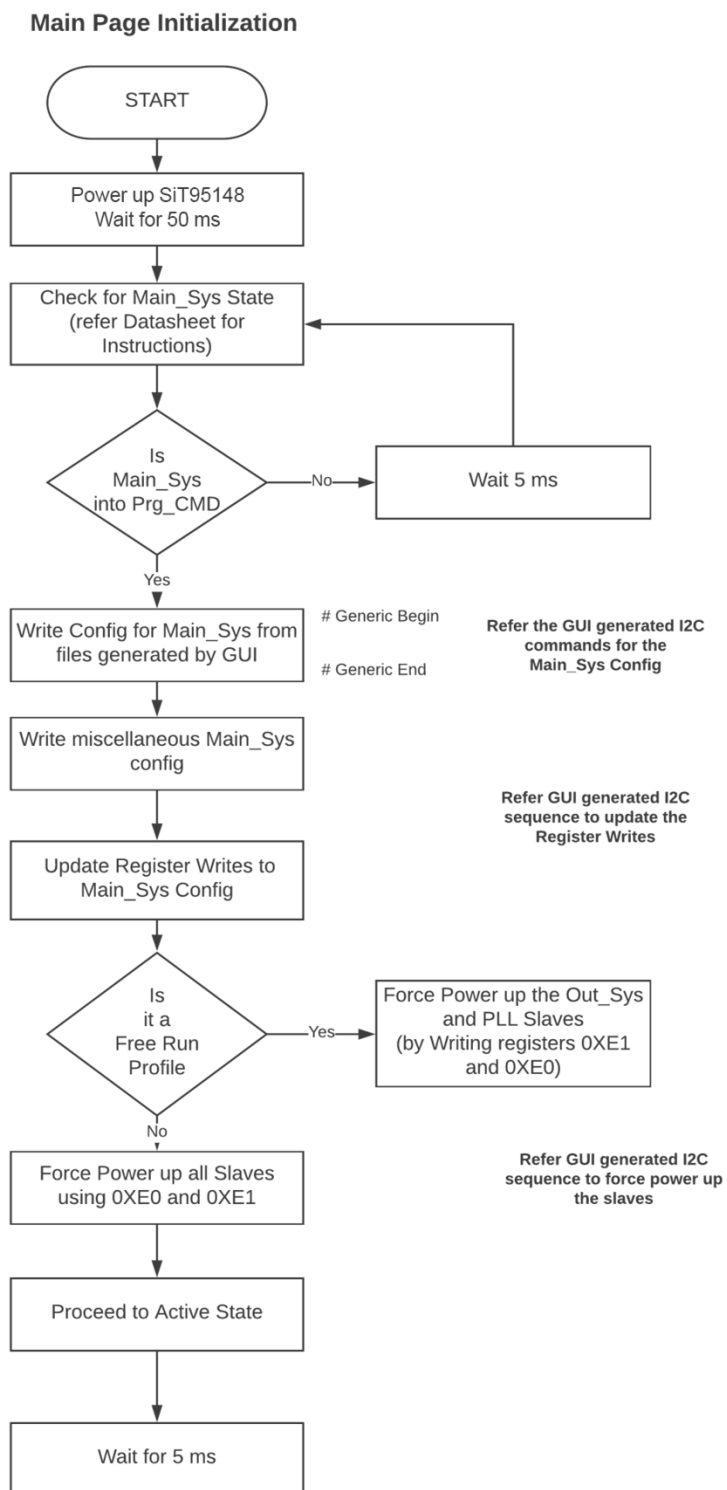 Main Page Initialization
START
Power up SiT95148
Wait for 50 ms
Check for Main_Sys State
(refer Datasheet for
Instructions)
Is
Main_Sys
into Prg_CMD
No
Wait 5 ms
Yes
Write Config for Main_Sys from
files generated by GUI
# Generic Begin
# Generic End
Refer the GUI generated I2C
commands for the
Main_Sys Config
Write miscellaneous Main_Sys
config
Refer GUI generated I2C
sequence to update the
Register Writes
Update Register Writes to
Main_Sys Config
Is
it a
Free Run
Profile
Yes
Force Power up the Out_Sys
and PLL Slaves
(by Writing registers 0XE1
and 0XE0)
No
Force Power up all Slaves
using 0XE0 and 0XE1
Refer GUI generated I2C
sequence to force power up
the slaves
Proceed to Active State
Wait for 5 ms